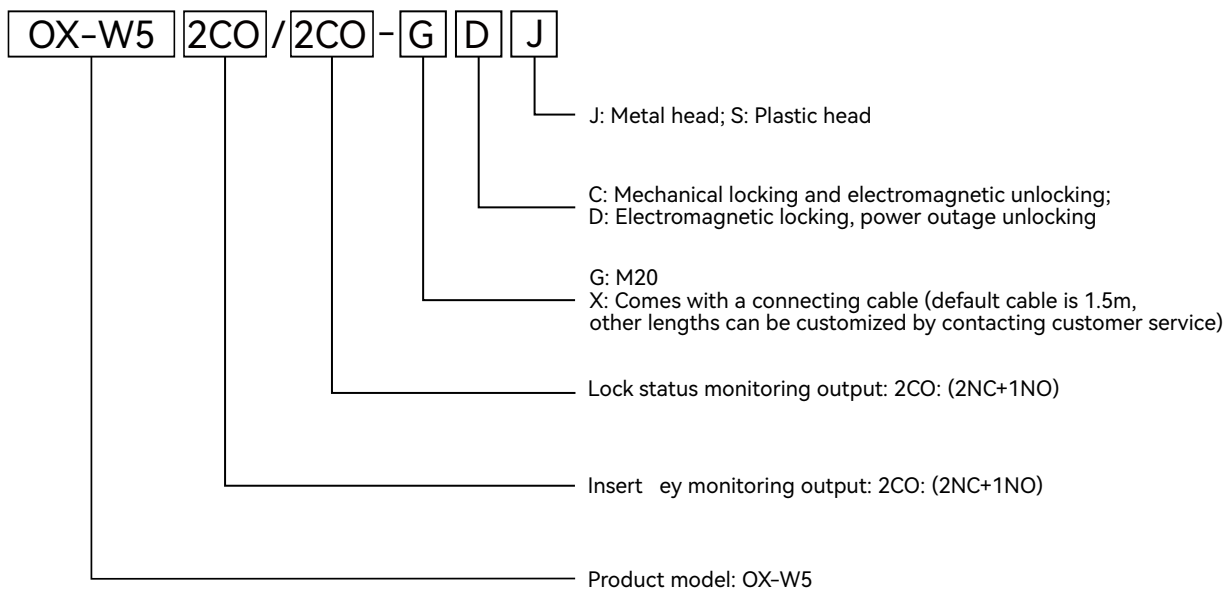 OX-W5 2CO/2CO-G D J
J: Metal head; S: Plastic head
C: Mechanical locking and electromagnetic unlocking;
D: Electromagnetic locking, power outage unlocking
G: M20
X: Comes with a connecting cable (default cable is 1.5m,
other lengths can be customized by contacting customer service)
Lock status monitoring output: 2CO: (2NC+1NO)
Insert ey monitoring output: 2CO: (2NC+1NO)
Product model: OX-W5